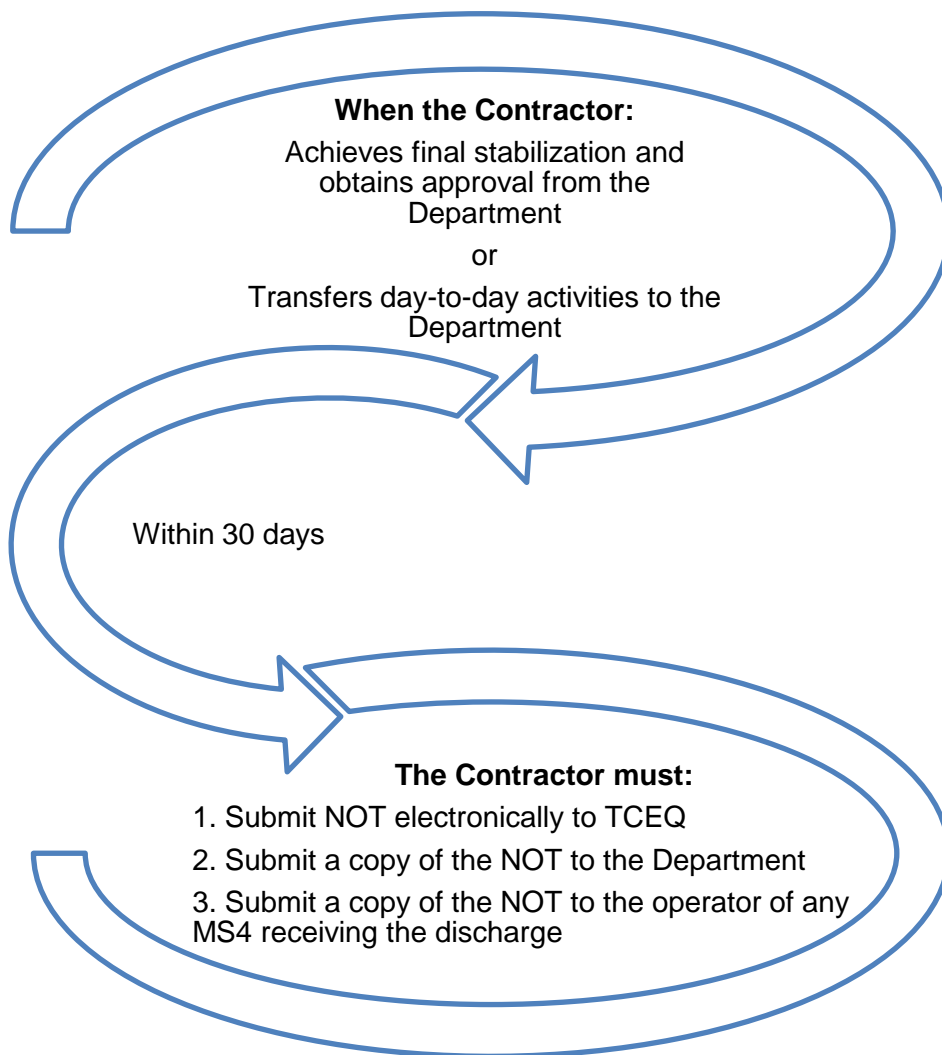 When the Contractor:
Achieves final stabilization and
obtains approval from the
Department
or
Transfers day-to-day activities to the
Department
Within 30 days
The Contractor must:
1. Submit NOT electronically to TCEQ
2. Submit a copy of the NOT to the Department
3. Submit a copy of the NOT to the operator of any
MS4 receiving the discharge